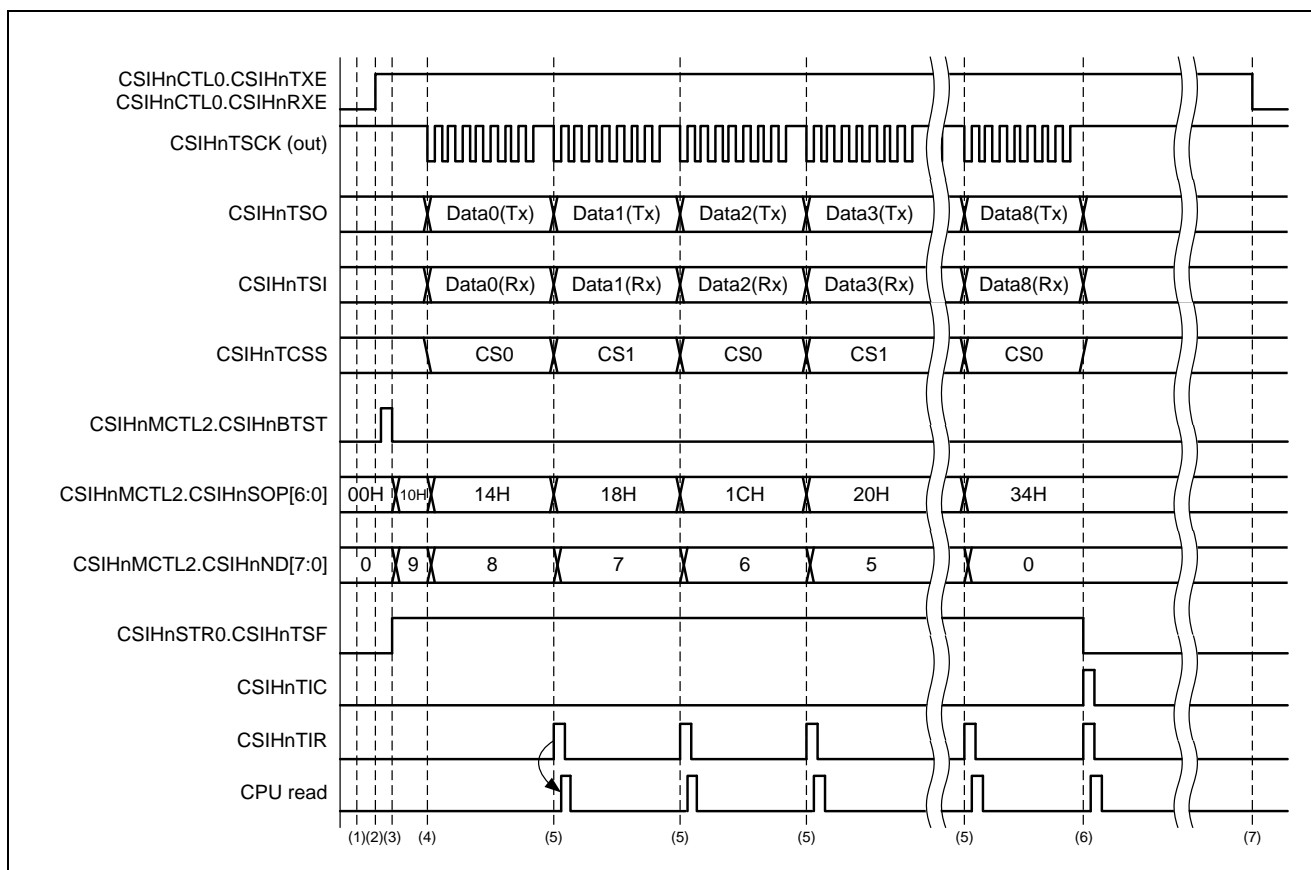 CSIHnCTL0.CSIHnTXE
CSIHnCTL0.CSIHnRXE
CSIHnTSCK (out)
CSIHnTSO Data0(Tx) Data1(Tx) Data2(Tx) Data3(Tx) Data8(Tx)
CSIHnTSI Data0(Rx) Data1(Rx) Data2(Rx) Data3(Rx) Data8(Rx)
CSIHnTCSS CS0 CS1 CS0 CS1 CS0
CSIHnMCTL2.CSIHnBTST
CSIHnMCTL2.CSIHnSOP[6:0] 00H 10H 14H 18H 1CH 20H 34H
CSIHnMCTL2.CSIHnND[7:0] 0 9 8 7 6 5 0
CSIHnSTR0.CSIHnTSF
CSIHnTIC
CSIHnTIR
CPU read
(1) (2) (3) (4) (5) (5) (5) (5) (6) (7)